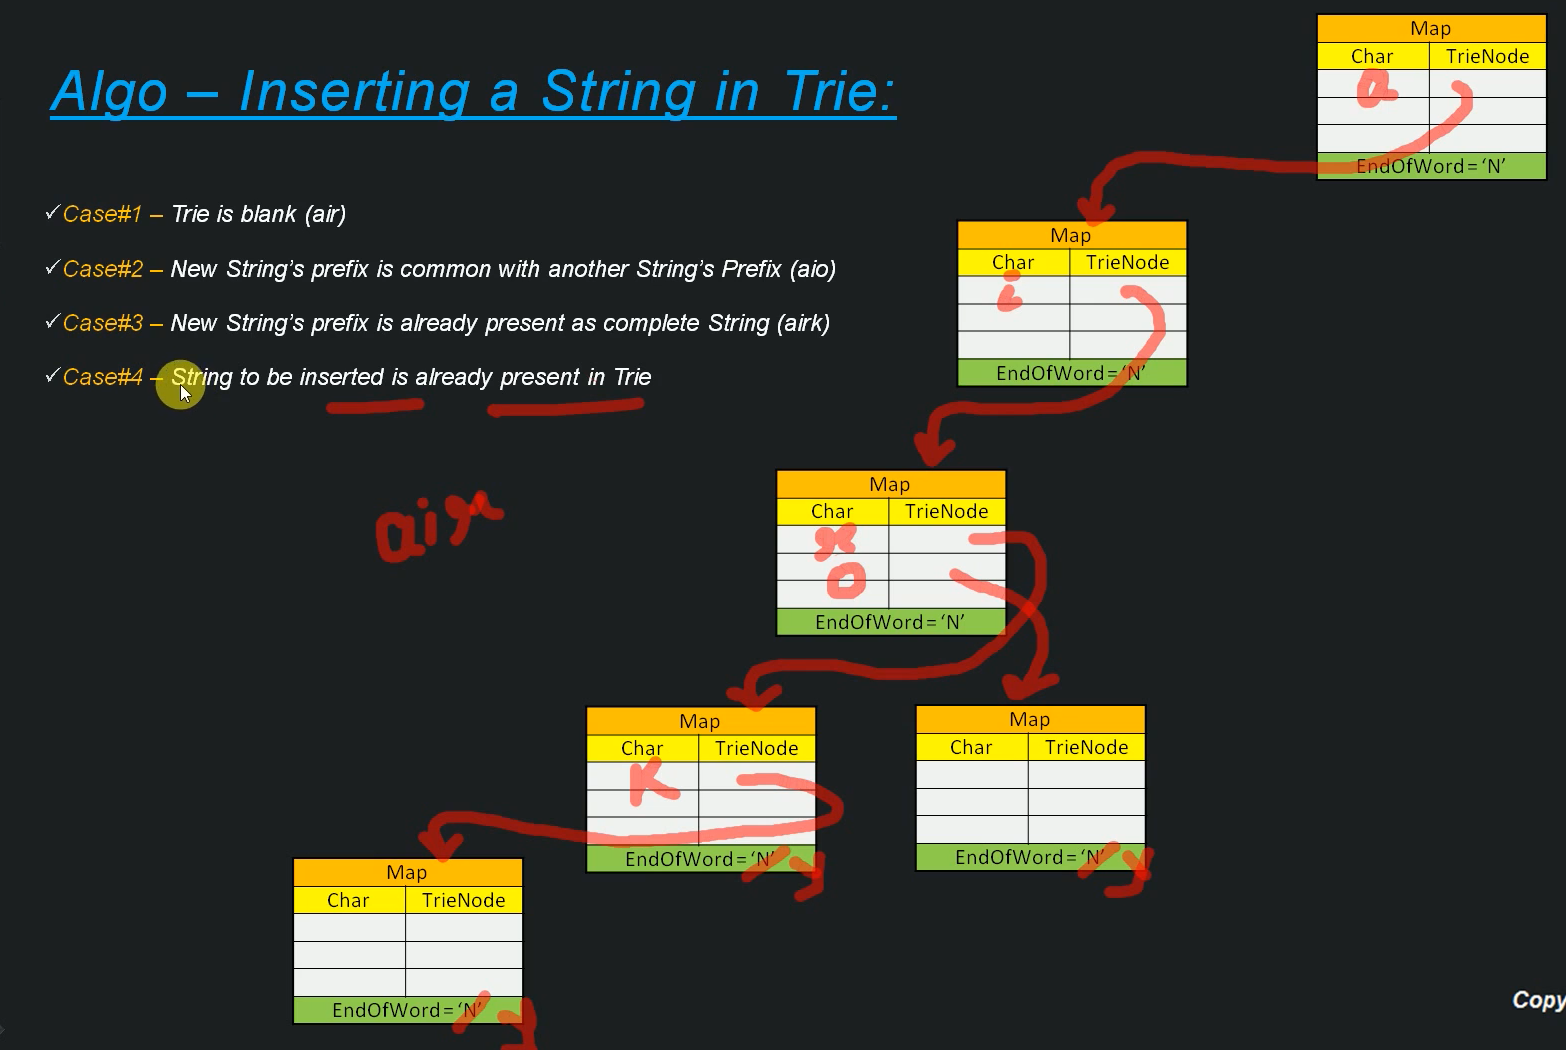 Algo – Inserting a String in Trie:
✓Case#1 – Trie is blank (air)
✓Case#2 – New String’s prefix is common with another String’s Prefix (aio)
✓Case#3 – New String’s prefix is already present as complete String (airk)
✓Case#4 – String to be inserted is already present in Trie
air
Map
Char TrieNode
a
EndOfWord= ‘N’
Map
Char TrieNode
i
EndOfWord= ‘N’
Map
Char TrieNode
r
o
EndOfWord= ‘N’
Map
Char TrieNode
K
EndOfWord= ‘N’ y
Map
Char TrieNode
EndOfWord= ‘N’ y
Map
Char TrieNode
EndOfWord= ‘N’ y
Copy